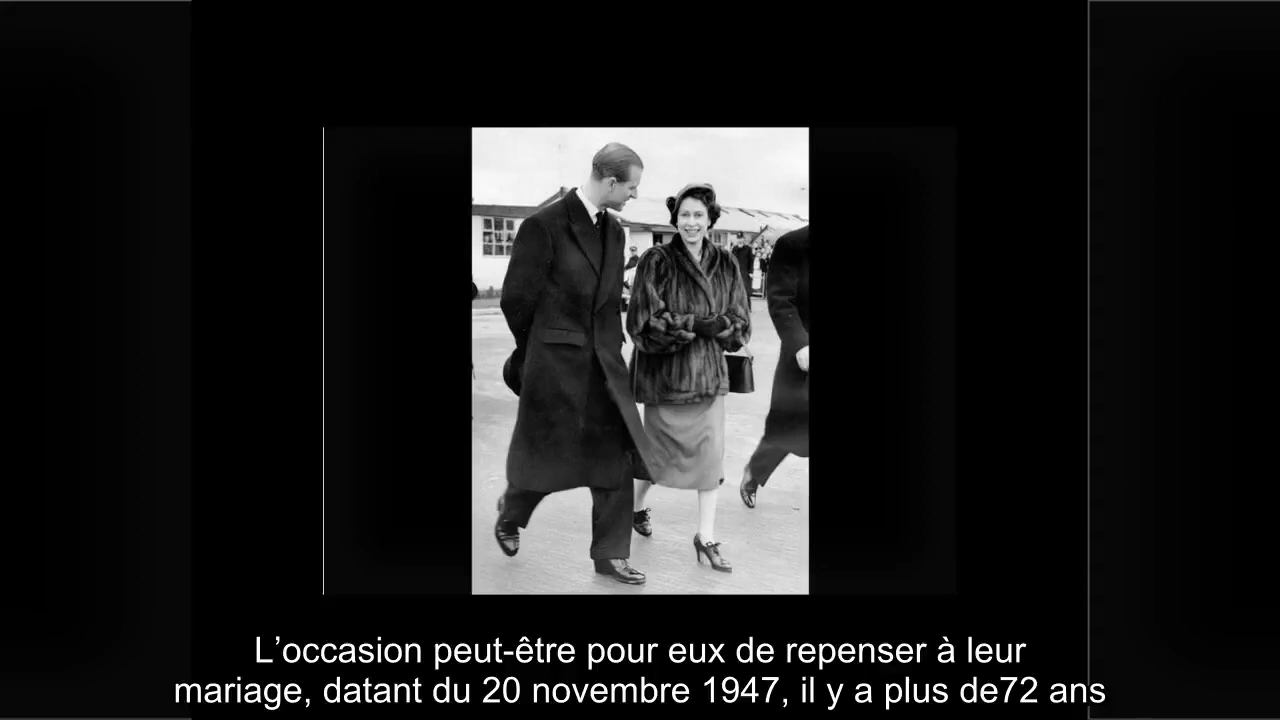 L’occasion peut-être pour eux de repenser à leur
mariage, datant du 20 novembre 1947, il y a plus de72 ans